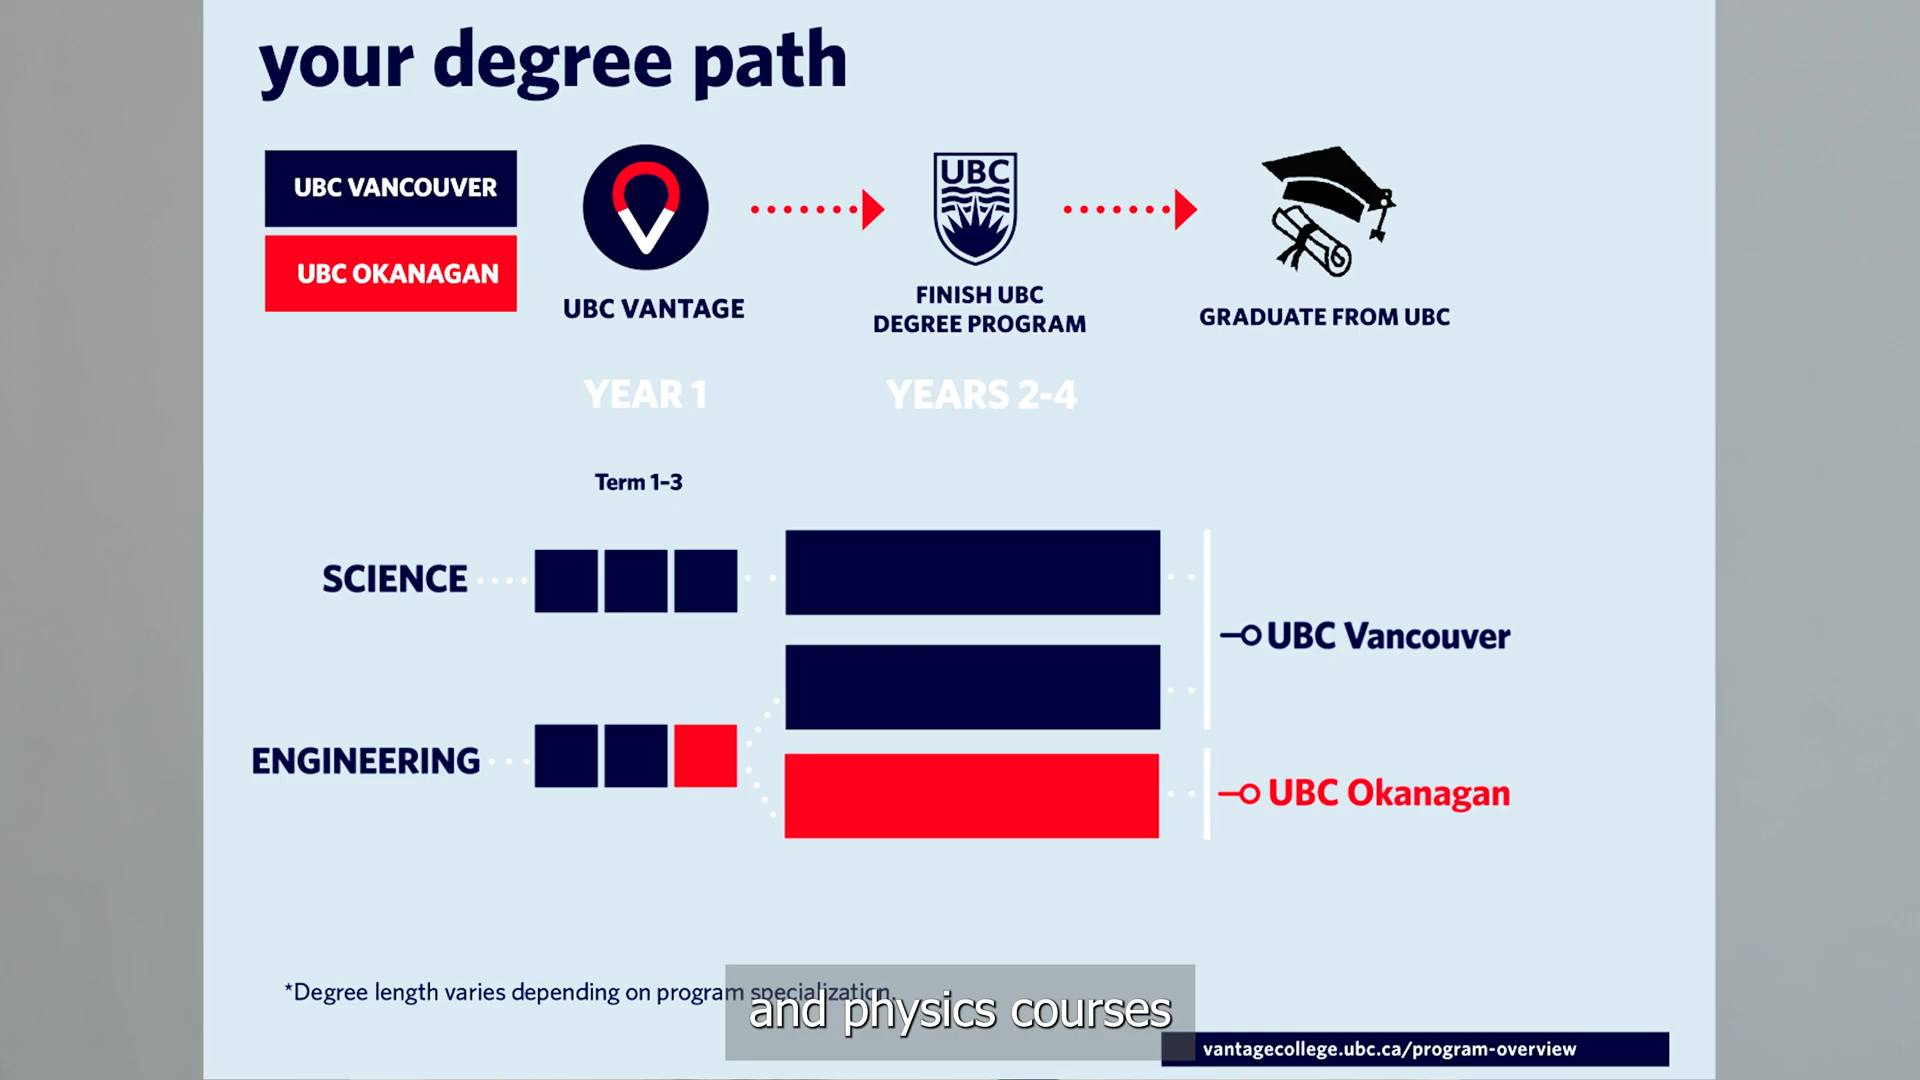 your degree path
UBC VANCOUVER
UBC OKANAGAN
UBC VANTAGE
UBC
FINISH UBC
DEGREE PROGRAM
GRADUATE FROM UBC
YEAR 1
YEARS 2-4
Term 1–3
SCIENCE
ENGINEERING
UBC Vancouver
UBC Okanagan
*Degree length varies depending on program specialization.
and physics courses
vantagecollege.ubc.ca/program-overview